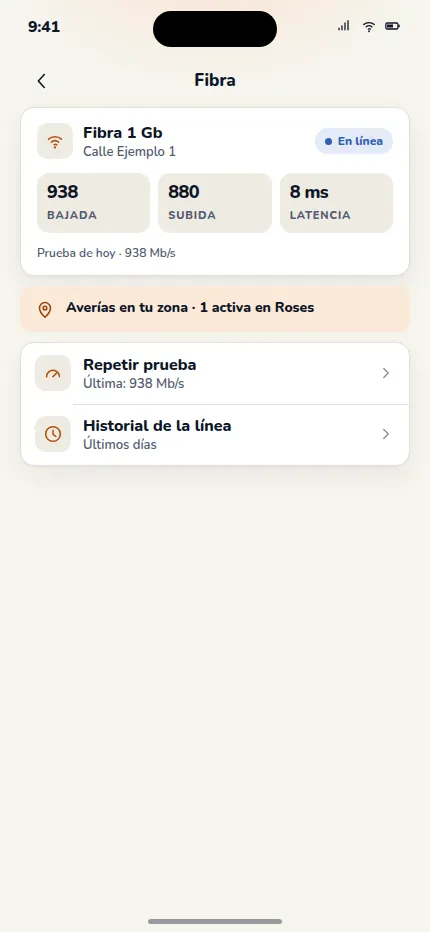 9:41
Fibra
Fibra 1 Gb
Calle Ejemplo 1
En línea
938
BAJADA
880
SUBIDA
8 ms
LATENCIA
Prueba de hoy · 938 Mb/s
Averías en tu zona · 1 activa en Roses
Repetir prueba
Última: 938 Mb/s
Historial de la línea
Últimos días